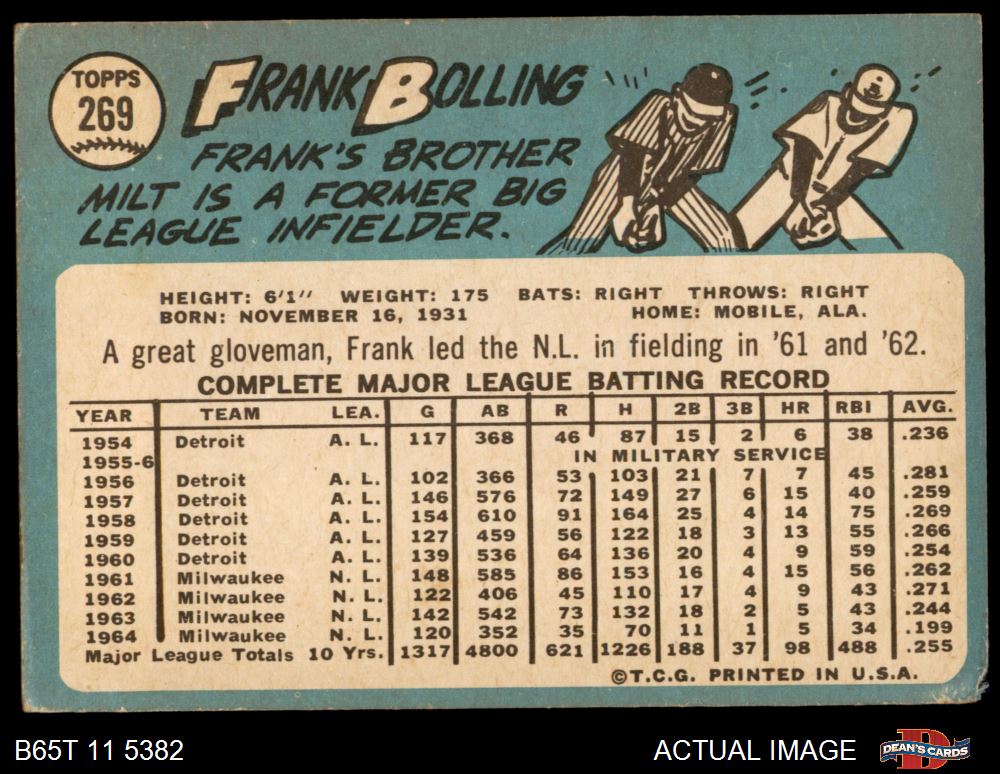 TOPPS
269
FRANK BOLLING
FRANK'S BROTHER
MILT IS A FORMER BIG
LEAGUE INFIELDER.
HEIGHT: 6'1" WEIGHT: 175 BATS: RIGHT THROWS: RIGHT
BORN: NOVEMBER 16, 1931 HOME: MOBILE, ALA.
A great gloveman, Frank led the N.L. in fielding in '61 and '62.
COMPLETE MAJOR LEAGUE BATTING RECORD
YEAR TEAM LEA. G AB R H 2B 3B HR RBI AVG.
1954 Detroit A. L. 117 368 46 87 15 2 6 38 .236
1955-6 IN MILITARY SERVICE
1956 Detroit A. L. 102 366 53 103 21 7 7 45 .281
1957 Detroit A. L. 146 576 72 149 27 6 15 40 .259
1958 Detroit A. L. 154 610 91 164 25 4 14 75 .269
1959 Detroit A. L. 127 459 56 122 18 3 13 55 .266
1960 Detroit A. L. 139 536 64 136 20 4 9 59 .254
1961 Milwaukee N. L. 148 585 86 153 16 4 15 56 .262
1962 Milwaukee N. L. 122 406 45 110 17 4 9 43 .271
1963 Milwaukee N. L. 142 542 73 132 18 2 5 43 .244
1964 Milwaukee N. L. 120 352 35 70 11 1 5 34 .199
Major League Totals 10 Yrs. 1317 4800 621 1226 188 37 98 488 .255
©T.C.G. PRINTED IN U.S.A.
B65T 11 5382 ACTUAL IMAGE DEAN'S CARDS